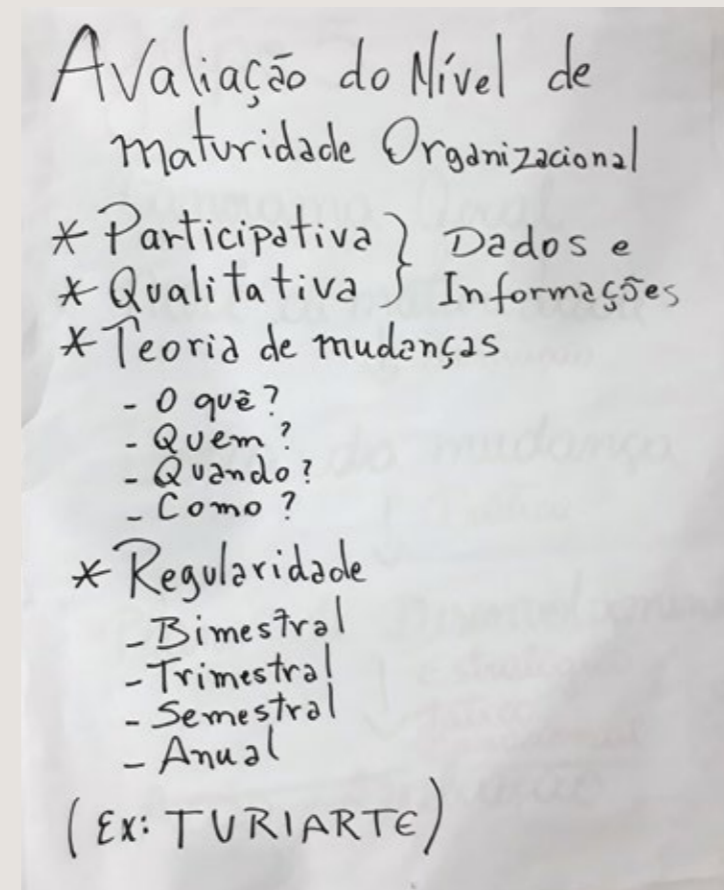 Avaliação do Nível de
Maturidade Organizacional
* Participativa } Dados e
* Qualitativa } Informações
* Teoria de mudanças
- O quê?
- Quem?
- Quando?
- Como?
* Regularidade
- Bimestral
- Trimestral
- Semestral
- Anual
(Ex: TURIARTE)